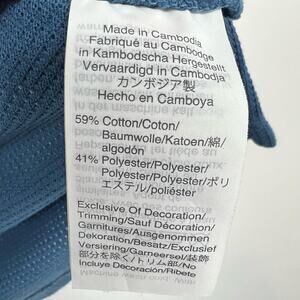 Made in Cambodia
Fabriqué au Cambodge
in Kambodscha Hergestellt
Vervaardigd in Cambodja
カンボジア製
Hecho en Camboya
59% Cotton/Coton/
Baumwolle/Katoen/綿/
algodón
41% Polyester/Polyester/
Polyester/Polyester/ポリ
エステル/poliéster
Exclusive Of Decoration/
Trimming/Sauf Décoration/
Garnitures/Ausgenommen
Dekoration/Besatz/Exclusief
Versiering/Garneersel/装飾
部分を除く/トリム部/No
Incluye Decoración/Ribete